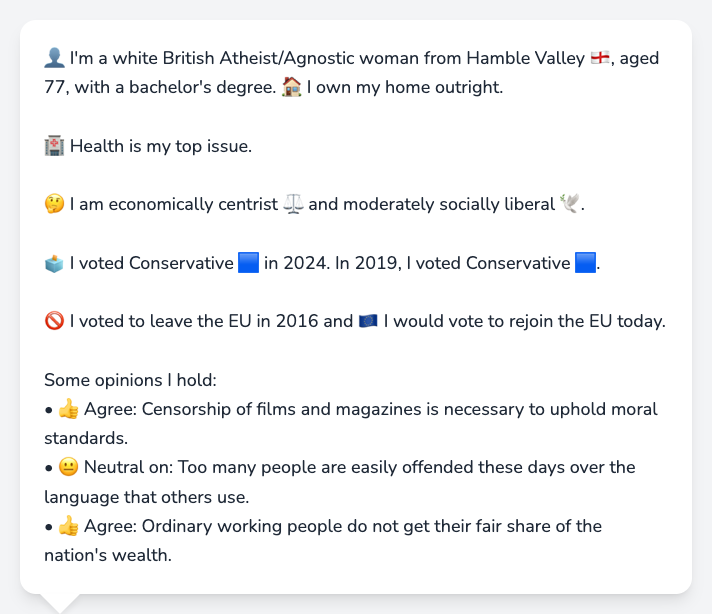 👤 I'm a white British Atheist/Agnostic woman from Hamble Valley 🏴󠁧󠁢󠁥󠁮󠁧󠁿, aged
77, with a bachelor's degree. 🏠 I own my home outright.
🏥 Health is my top issue.
🤔 I am economically centrist ⚖️ and moderately socially liberal 🕊️.
🗳️ I voted Conservative 🟦 in 2024. In 2019, I voted Conservative 🟦.
🚫 I voted to leave the EU in 2016 and 🇪🇺 I would vote to rejoin the EU today.
Some opinions I hold:
• 👍 Agree: Censorship of films and magazines is necessary to uphold moral
standards.
• 😐 Neutral on: Too many people are easily offended these days over the
language that others use.
• 👍 Agree: Ordinary working people do not get their fair share of the
nation's wealth.